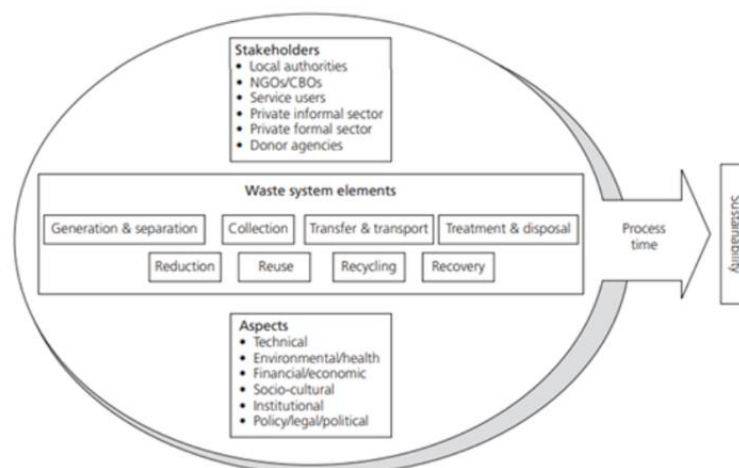 Stakeholders
• Local authorities
• NGOs/CBOs
• Service users
• Private informal sector
• Private formal sector
• Donor agencies
Waste system elements
Generation & separation
Collection
Transfer & transport
Treatment & disposal
Reduction
Reuse
Recycling
Recovery
Aspects
• Technical
• Environmental/health
• Financial/economic
• Socio-cultural
• Institutional
• Policy/legal/political
Process
time
Sustainability